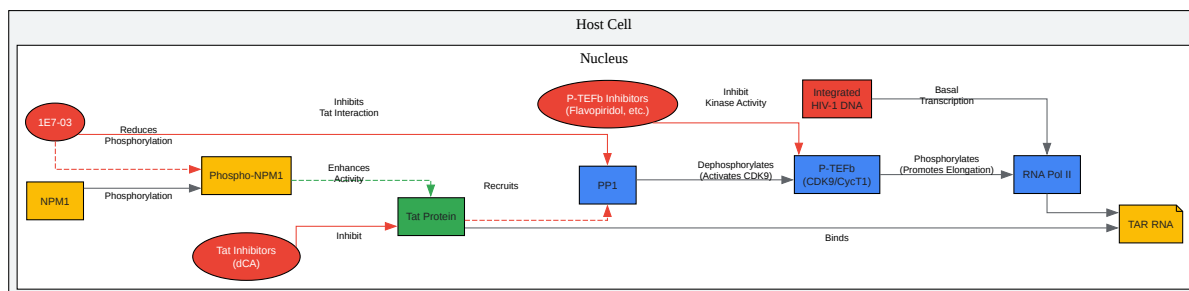 Host Cell
Nucleus
1E7-03
Inhibits
Tat Interaction
P-TEFb Inhibitors
(Flavopiridol, etc.)
Inhibit
Kinase Activity
Integrated
HIV-1 DNA
Basal
Transcription
Reduces
Phosphorylation
Phospho-NPM1
Enhances
Activity
NPM1
Phosphorylation
Recruits
PP1
Dephosphorylates
(Activates CDK9)
P-TEFb
(CDK9/CycT1)
Phosphorylates
(Promotes Elongation)
RNA Pol II
Tat Protein
Tat Inhibitors
(dCA)
Inhibit
Binds
TAR RNA